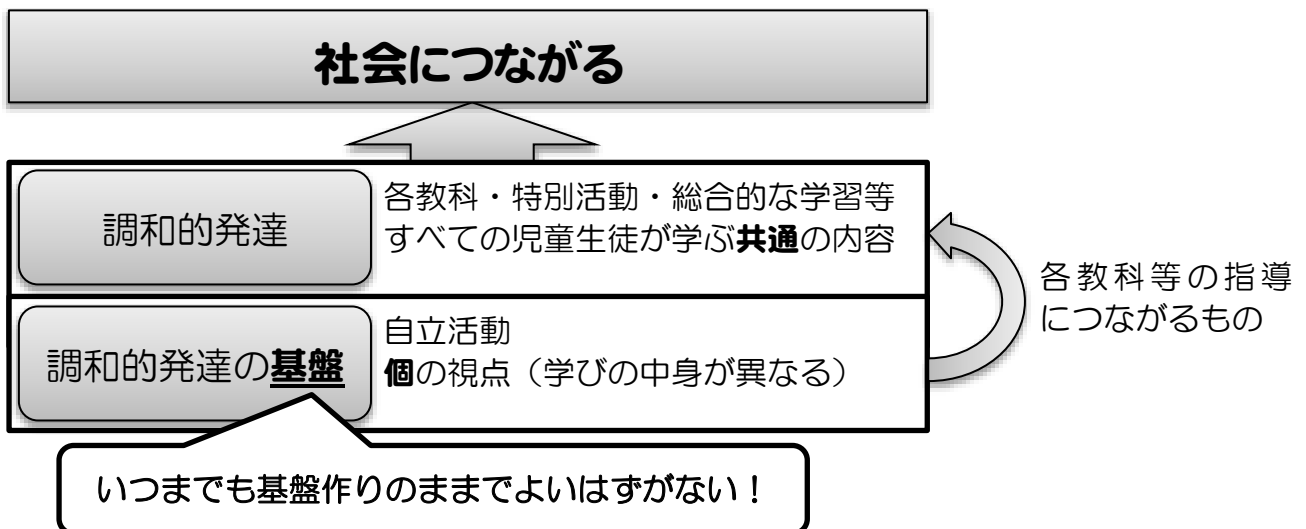 社会につながる
調和的発達
各教科・特別活動・総合的な学習等
すべての児童生徒が学ぶ共通の内容
調和的発達の基盤
自立活動
個の視点（学びの中身が異なる）
各教科等の指導
につながるもの
いつまでも基盤作りのままでよいはずがない！